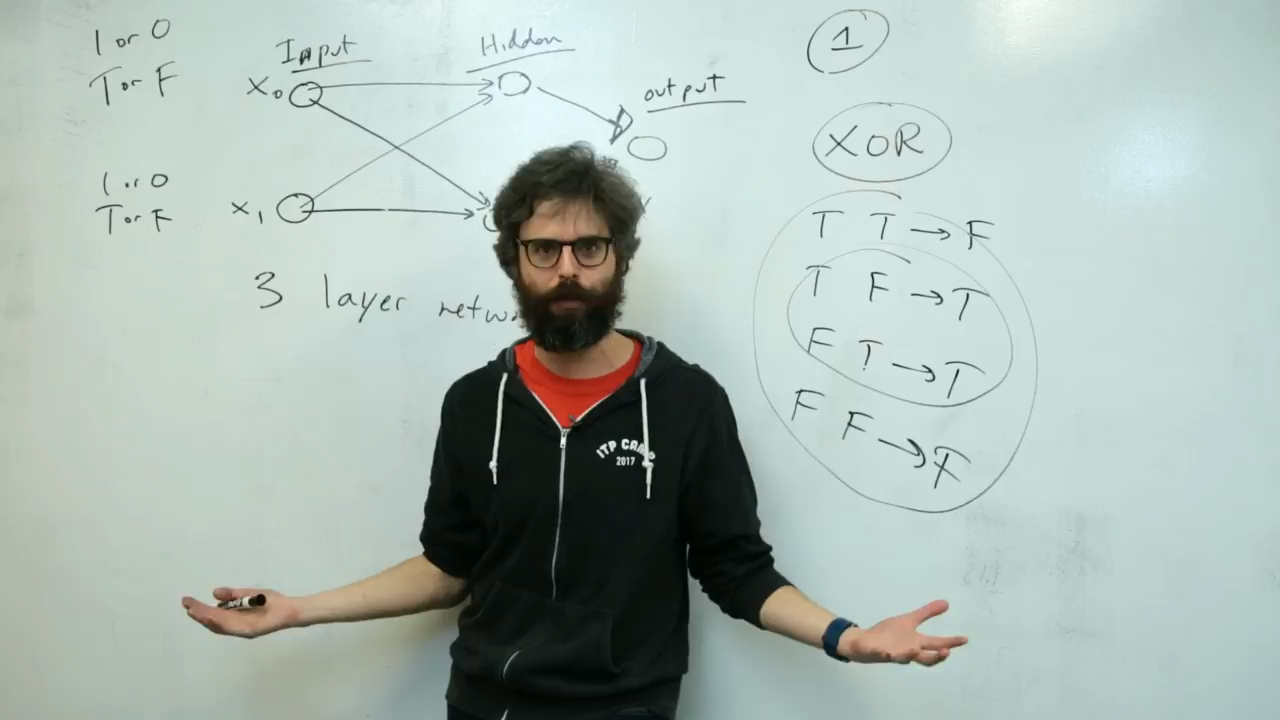 1 or 0
T or F
Input
X0
Hidden
output
1 or 0
T or F
X1
3 layer
1
XOR
T T → F
T F → T
F T → T
F F → F
ITP CAMP
2017